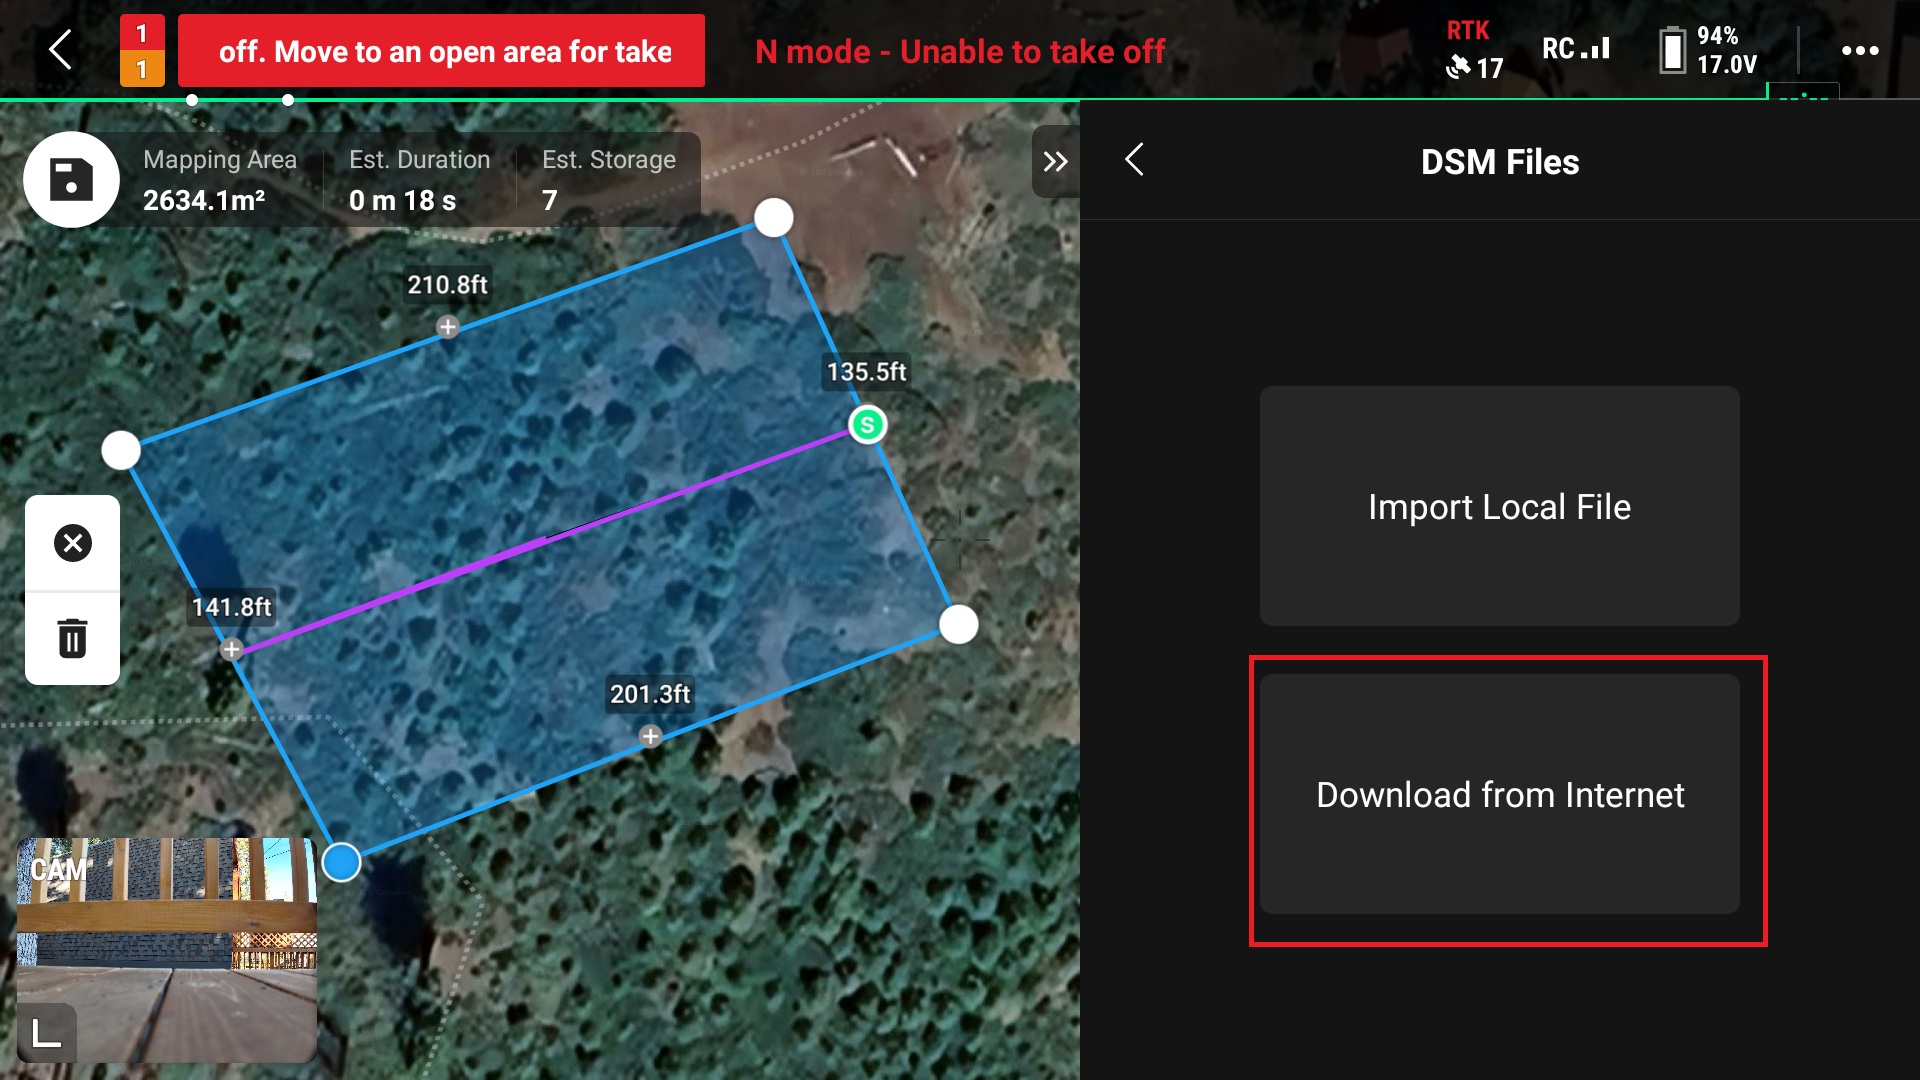 1
1
off. Move to an open area for take
N mode - Unable to take off
RTK
17
RC
94%
17.0V
Mapping Area
2634.1m²
Est. Duration
0 m 18 s
Est. Storage
7
DSM Files
210.8ft
135.5ft
S
141.8ft
201.3ft
Import Local File
Download from Internet
CAM